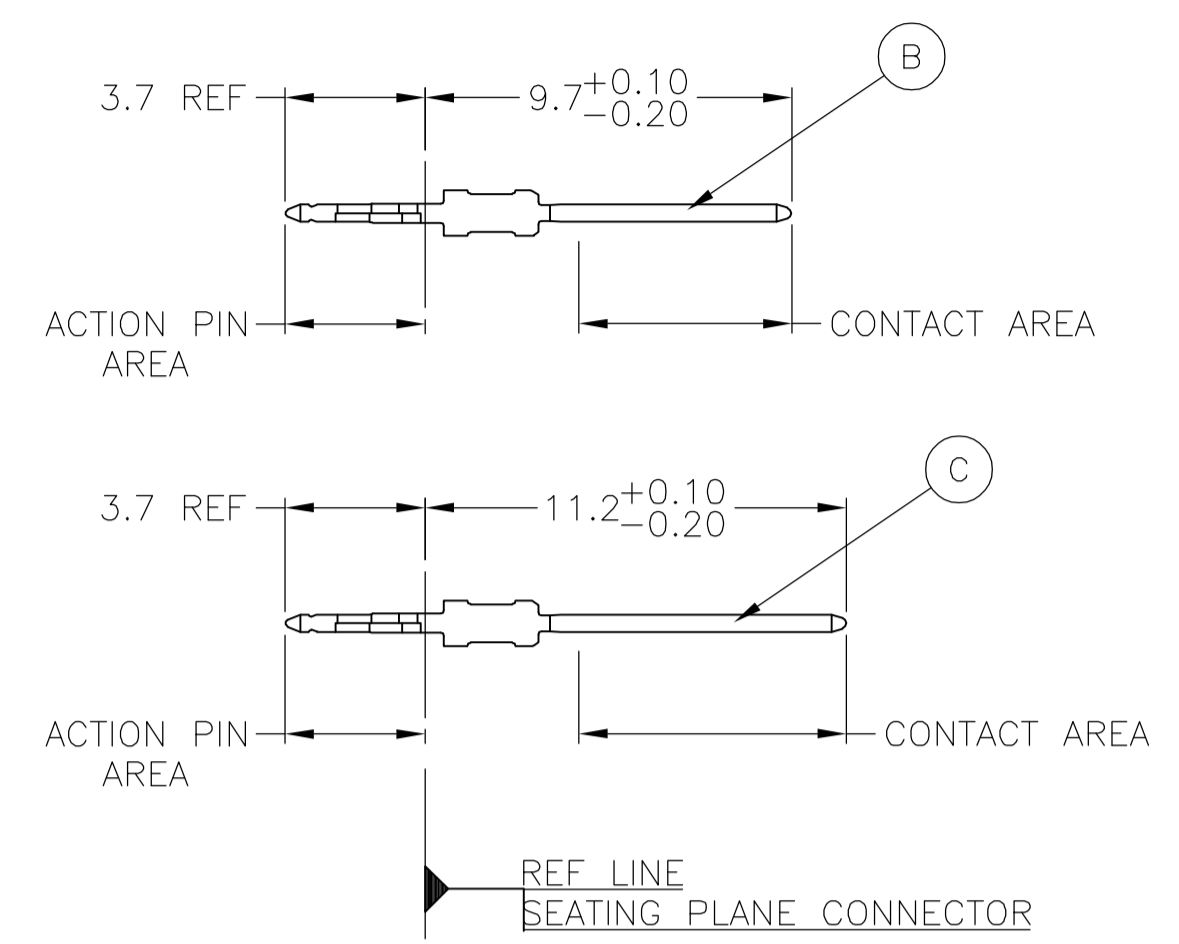 B
3.7 REF
9.7 +0.10
−0.20
ACTION PIN
AREA
CONTACT AREA
C
3.7 REF
11.2 +0.10
−0.20
ACTION PIN
AREA
CONTACT AREA
REF LINE
SEATING PLANE CONNECTOR